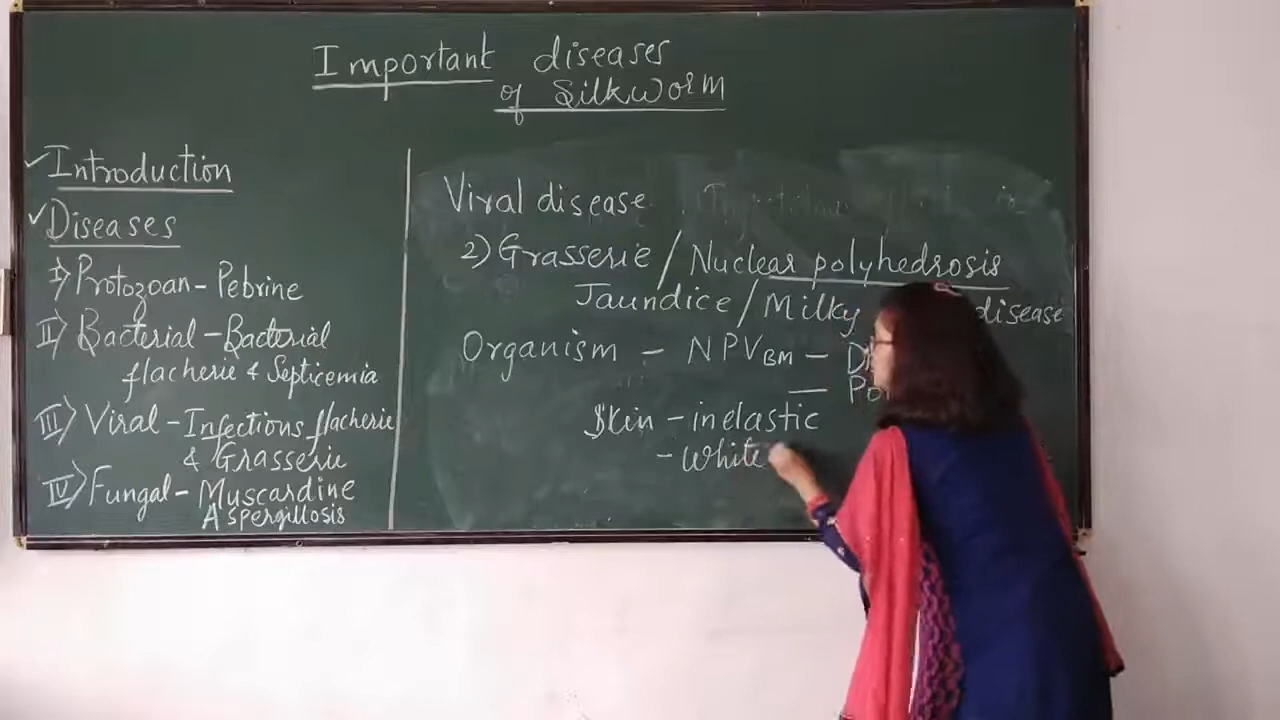 Important diseases
of Silkworm
✓Introduction
✓Diseases
I) Protozoan - Pebrine
II) Bacterial - Bacterial
flacherie & Septicemia
III) Viral - Infections flacherie
& Grasserie
IV) Fungal - Muscardine
Aspergillosis
Viral disease
2) Grasserie / Nuclear polyhedrosis
Jaundice / Milky disease
Organism - NPVBM -
Skin - inelastic
- White